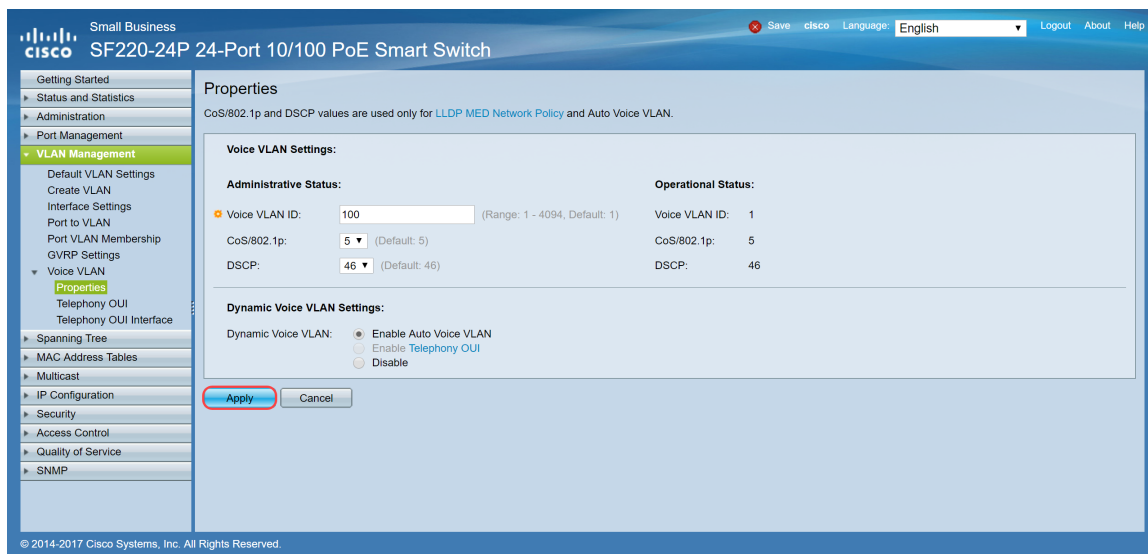 Small Business
Save cisco Language: English Logout About Help
CISCO SF220-24P 24-Port 10/100 PoE Smart Switch
Getting Started
Status and Statistics
Administration
Port Management
VLAN Management
Default VLAN Settings
Create VLAN
Interface Settings
Port to VLAN
Port VLAN Membership
GVRP Settings
Voice VLAN
Properties
Telephony OUI
Telephony OUI Interface
Spanning Tree
MAC Address Tables
Multicast
IP Configuration
Security
Access Control
Quality of Service
SNMP
Properties
CoS/802.1p and DSCP values are used only for LLDP MED Network Policy and Auto Voice VLAN.
Voice VLAN Settings:
Administrative Status: Operational Status:
Voice VLAN ID: 100 (Range: 1 - 4094, Default: 1) Voice VLAN ID: 1
CoS/802.1p: 5 (Default: 5) CoS/802.1p: 5
DSCP: 46 (Default: 46) DSCP: 46
Dynamic Voice VLAN Settings:
Dynamic Voice VLAN: Enable Auto Voice VLAN
Enable Telephony OUI
Disable
Apply Cancel
© 2014-2017 Cisco Systems, Inc. All Rights Reserved.